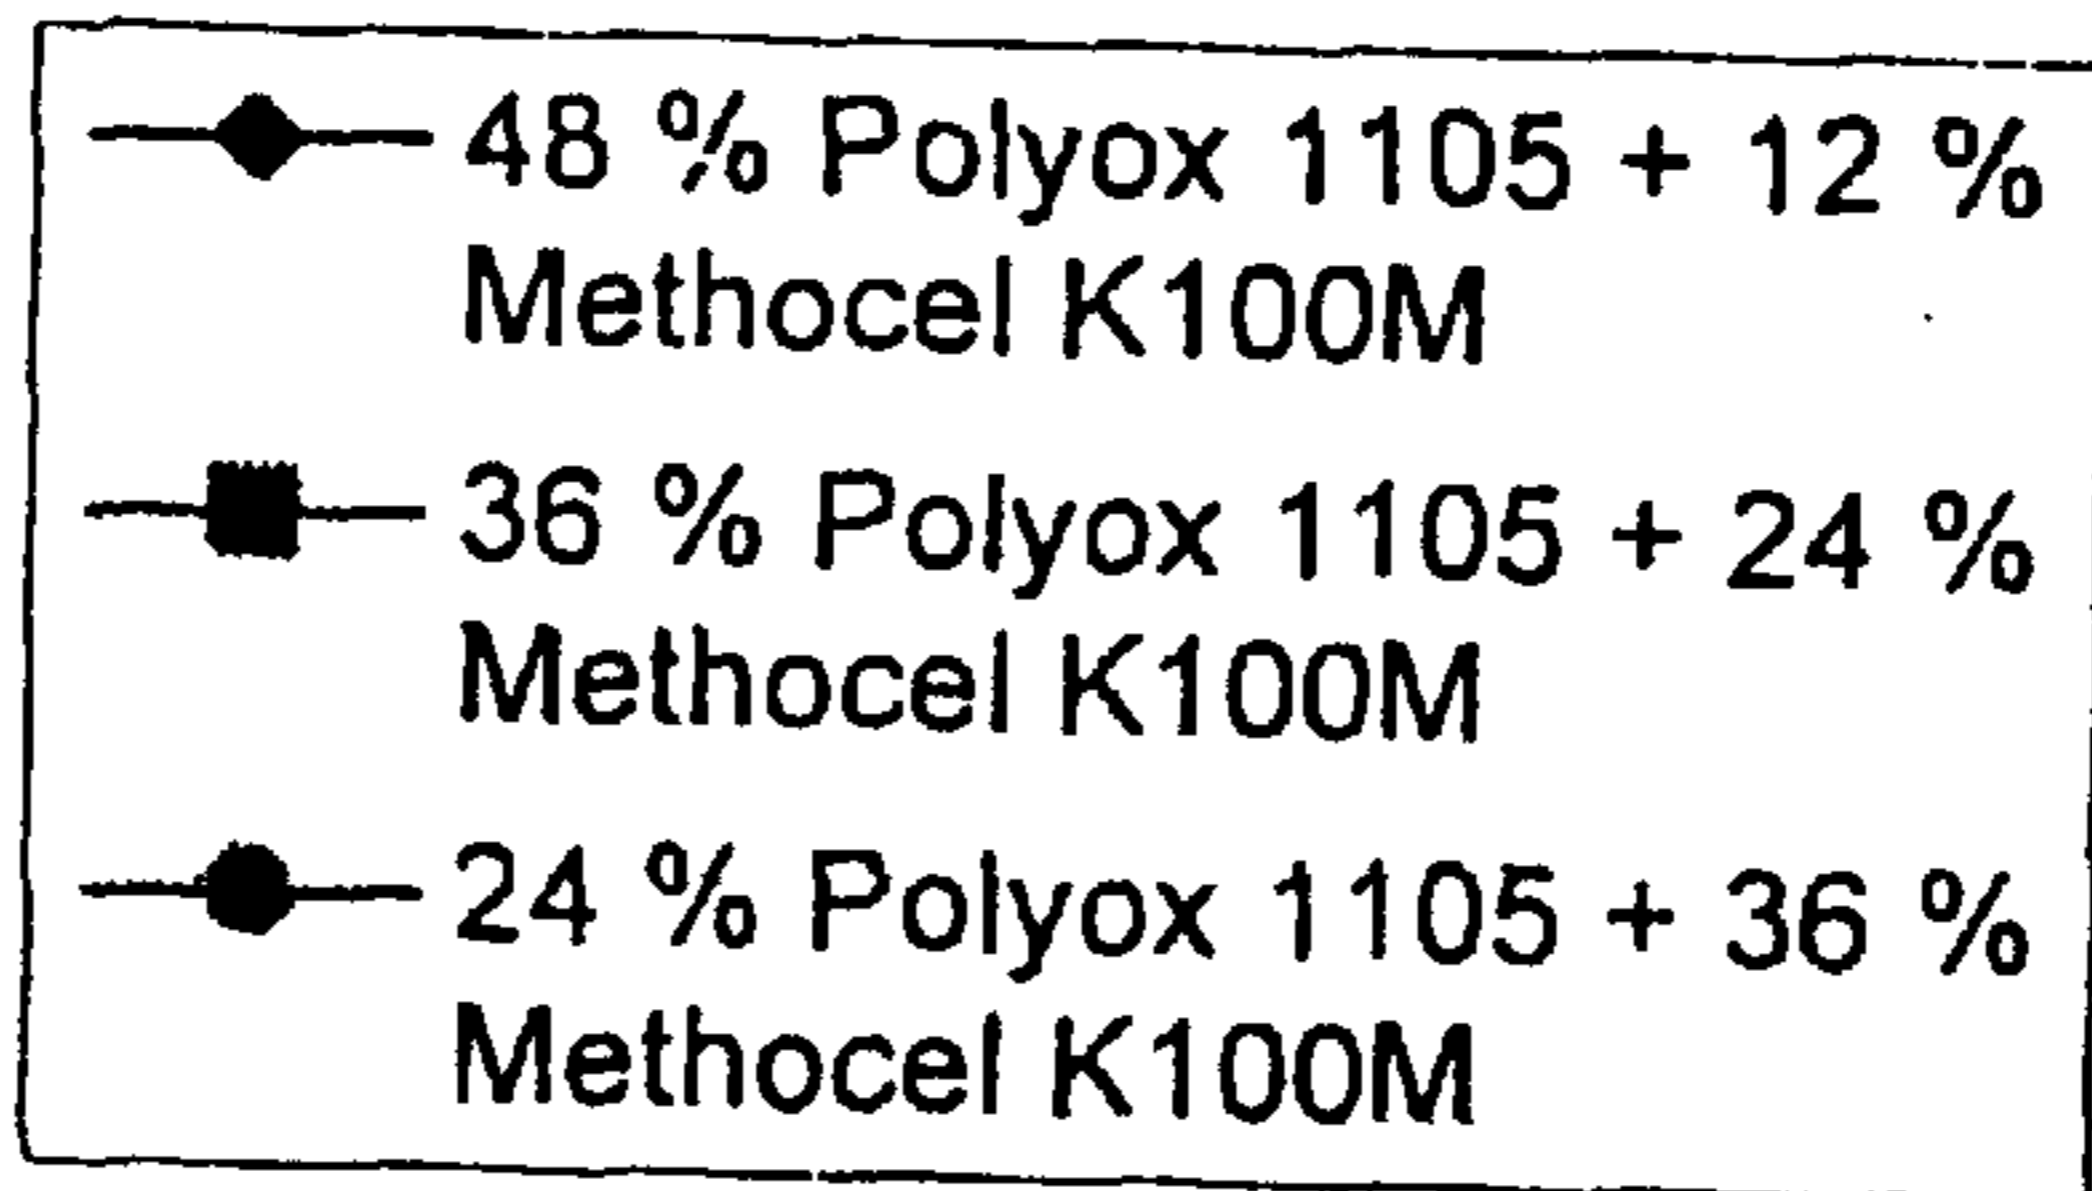 48 % Polyox 1105 + 12 %
Methocel K100M
36 % Polyox 1105 + 24 %
Methocel K100M
24 % Polyox 1105 + 36 %
Methocel K100M